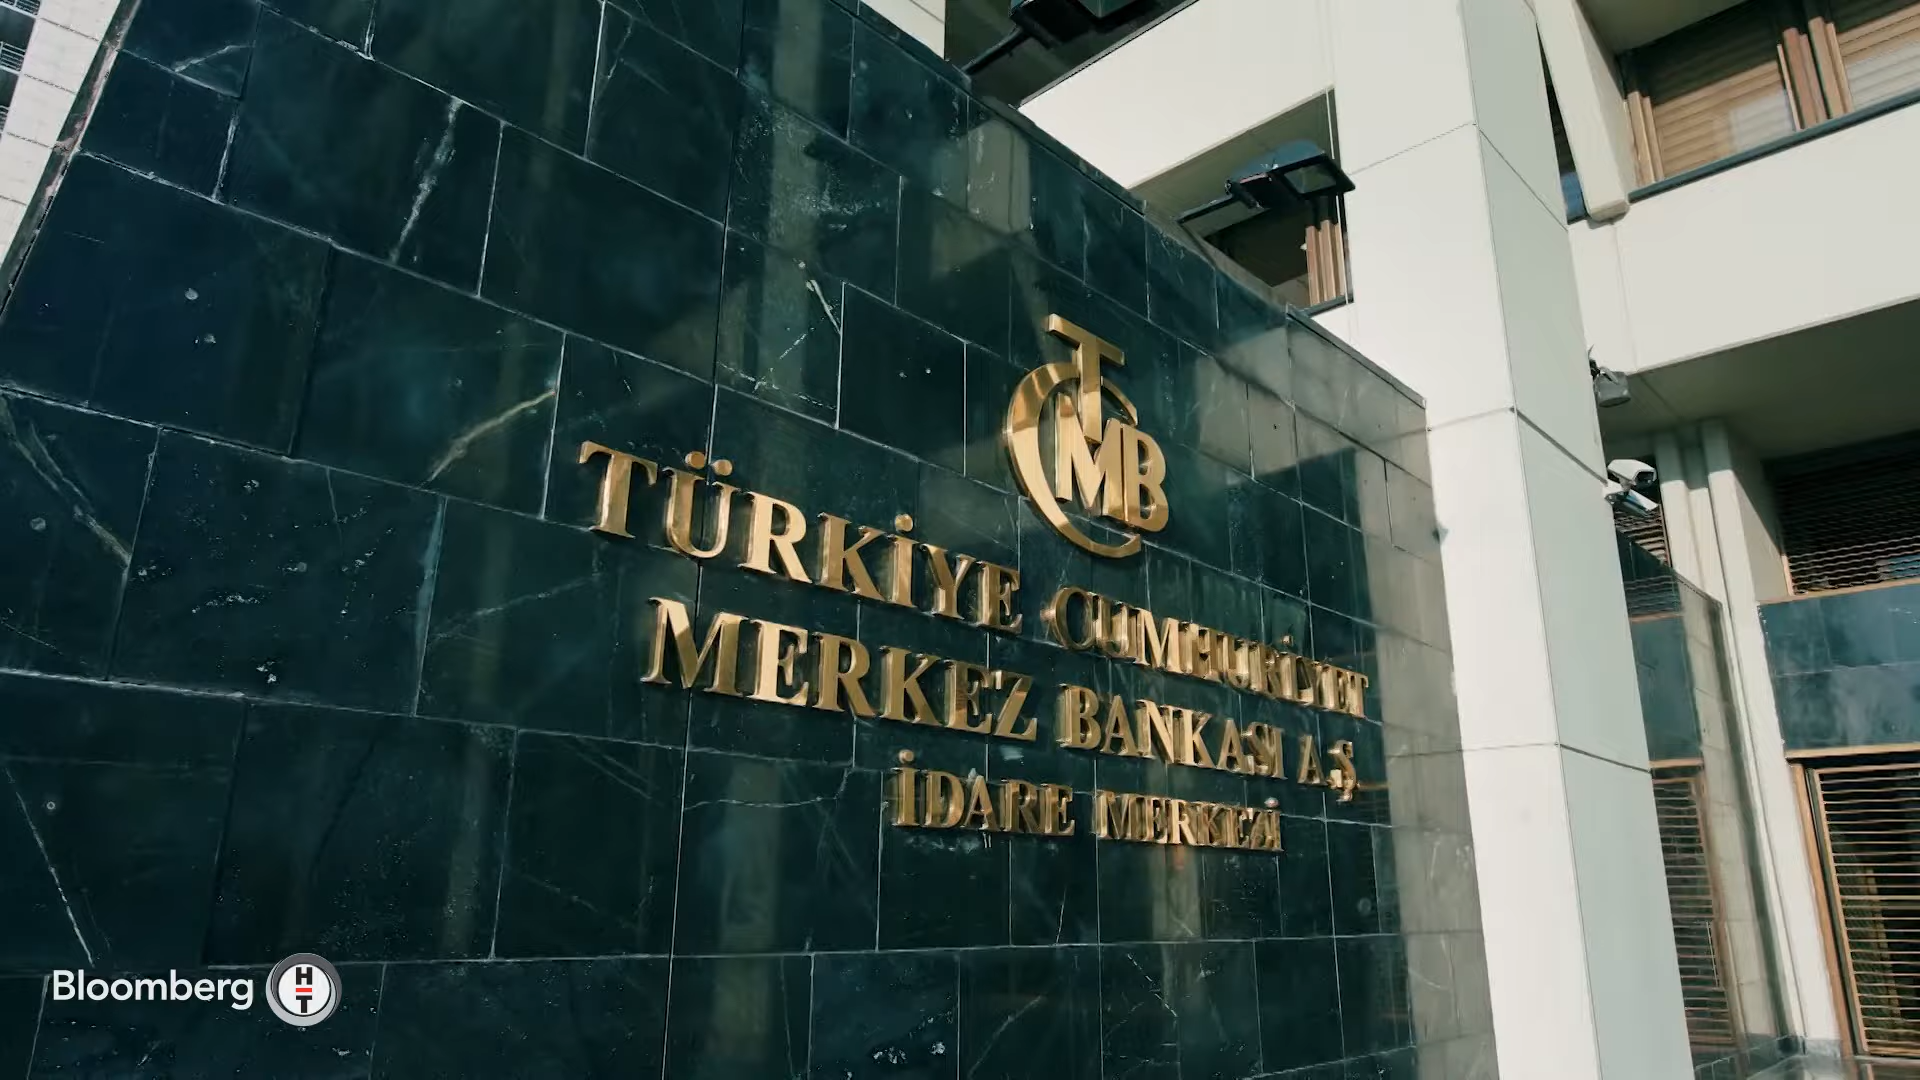 TCMB
TÜRKİYE CUMHURİYET
MERKEZ BANKASI A.Ş.
İDARE MERKEZİ
Bloomberg HT